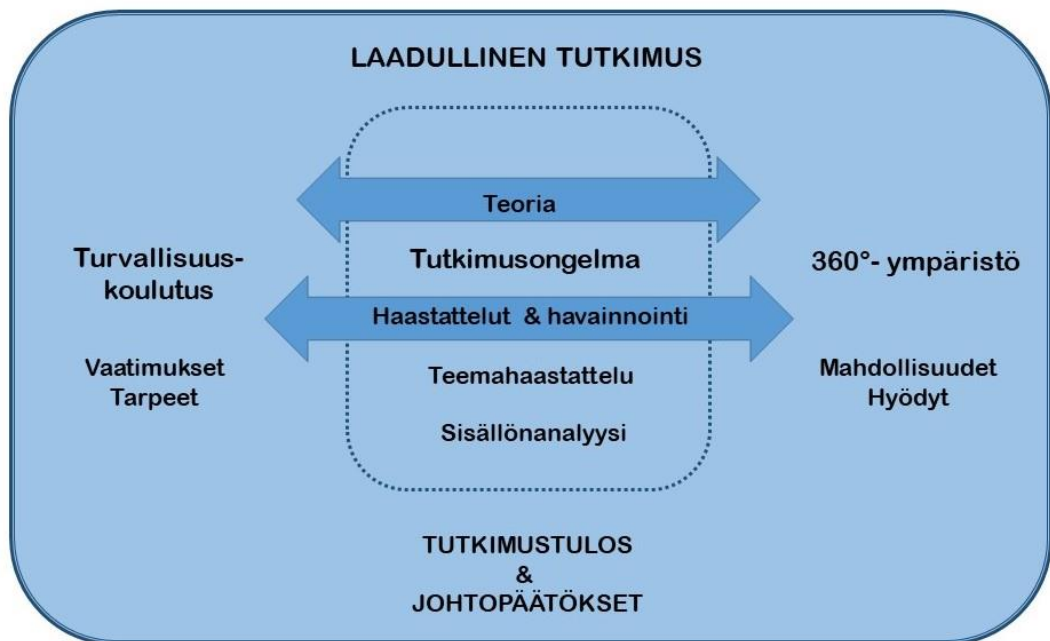 LAADULLINEN TUTKIMUS
Teoria
Turvallisuus-
koulutus
Tutkimusongelma
360°- ympäristö
Haastattelut & havainnointi
Vaatimukset
Tarpeet
Teemahaastattelu
Sisällönanalyysi
Mahdollisuudet
Hyödyt
TUTKIMUSTULOS
&
JOHTOPÄÄTÖKSET